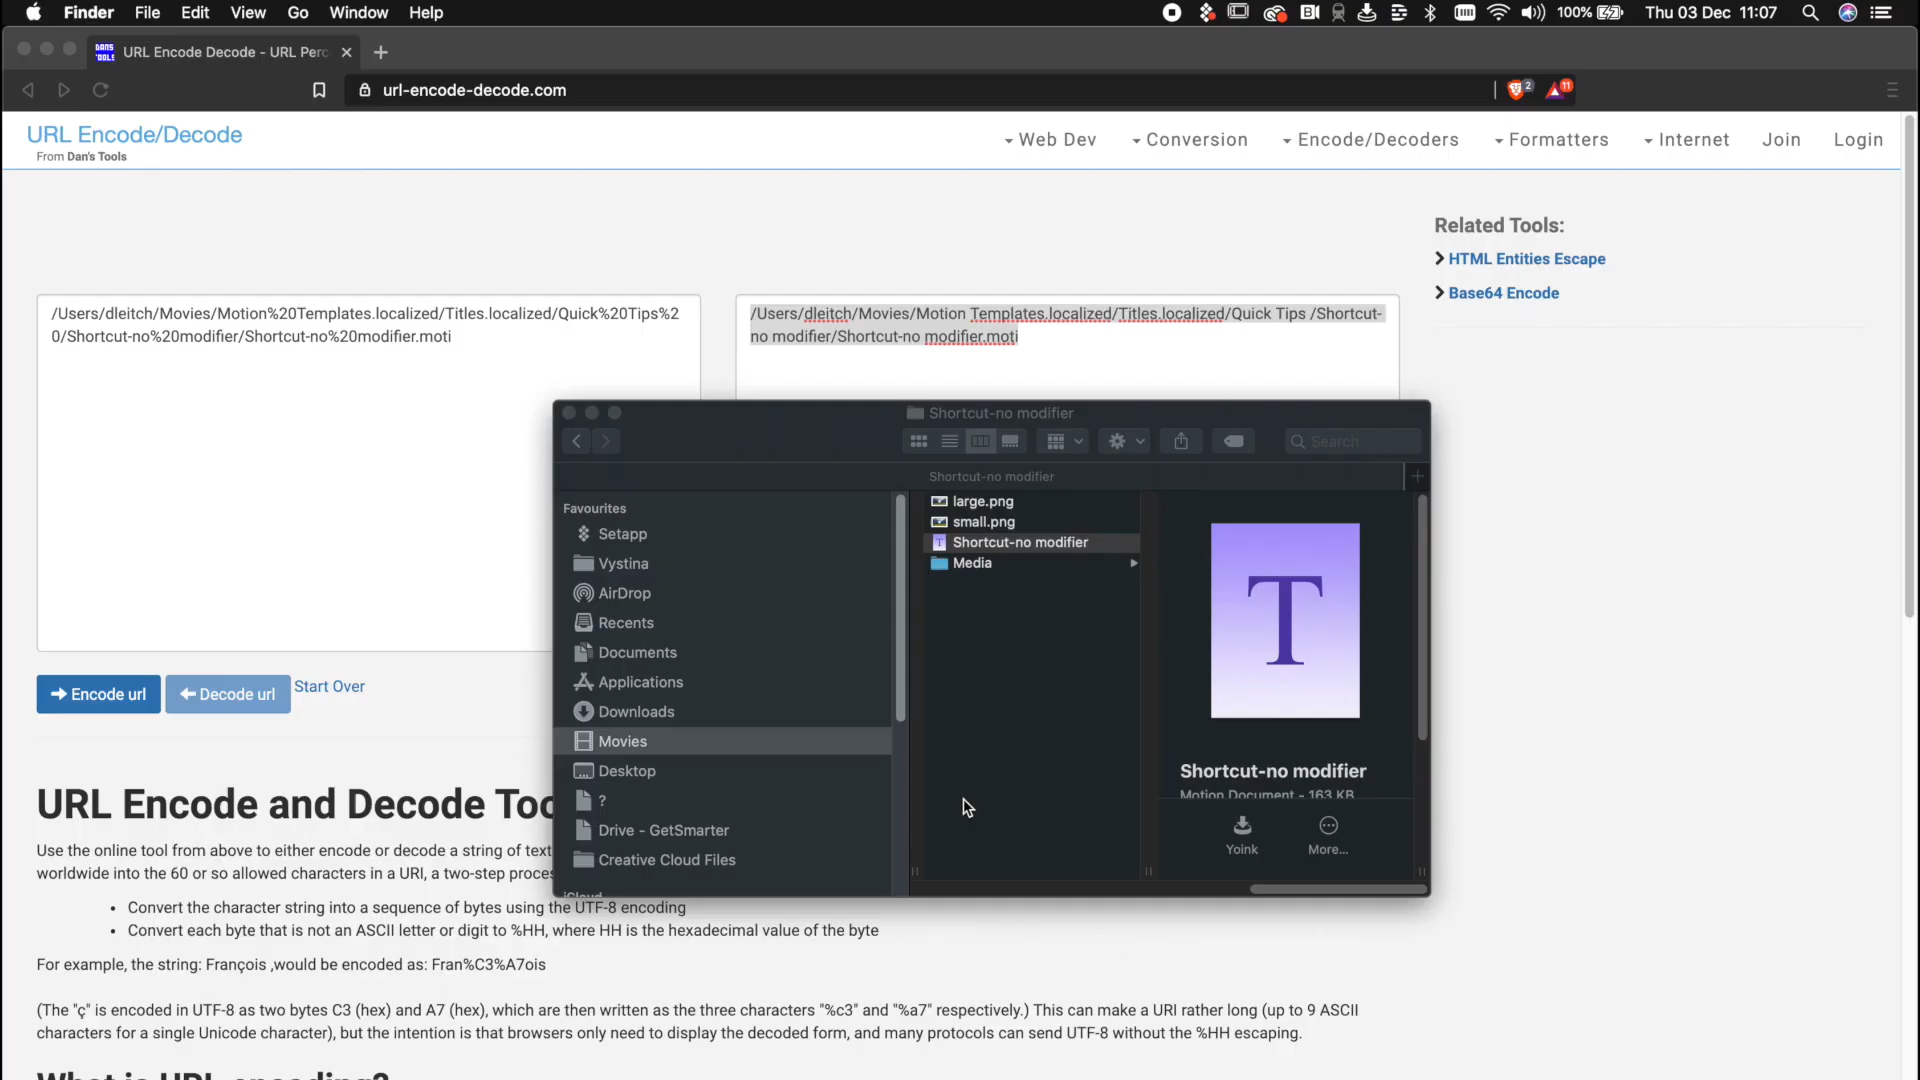 Finder File Edit View Go Window Help
100% Thu 03 Dec 11:07
DANS TOOLS URL Encode Decode - URL Perc
url-encode-decode.com
2 11
URL Encode/Decode
From Dan's Tools
Web Dev Conversion Encode/Decoders Formatters Internet Join Login
Related Tools:
HTML Entities Escape
Base64 Encode
/Users/dleitch/Movies/Motion%20Templates.localized/Titles.localized/Quick%20Tips%2
0/Shortcut-no%20modifier/Shortcut-no%20modifier.moti
/Users/dleitch/Movies/Motion Templates.localized/Titles.localized/Quick Tips /Shortcut-
no modifier/Shortcut-no modifier.moti
Shortcut-no modifier
Search
Shortcut-no modifier
Favourites
Setapp
Vystina
AirDrop
Recents
Documents
Applications
Downloads
Movies
Desktop
?
Drive - GetSmarter
Creative Cloud Files
iCloud
large.png
small.png
T Shortcut-no modifier
Media
T
Shortcut-no modifier
Motion Document - 163 KB
Yoink
More...
Encode url Decode url Start Over
URL Encode and Decode Too
Use the online tool from above to either encode or decode a string of text
worldwide into the 60 or so allowed characters in a URI, a two-step proces
• Convert the character string into a sequence of bytes using the UTF-8 encoding
• Convert each byte that is not an ASCII letter or digit to %HH, where HH is the hexadecimal value of the byte
For example, the string: François ,would be encoded as: Fran%C3%A7ois
(The "ç" is encoded in UTF-8 as two bytes C3 (hex) and A7 (hex), which are then written as the three characters "%c3" and "%a7" respectively.) This can make a URI rather long (up to 9 ASCII
characters for a single Unicode character), but the intention is that browsers only need to display the decoded form, and many protocols can send UTF-8 without the %HH escaping.
What is URL encoding?